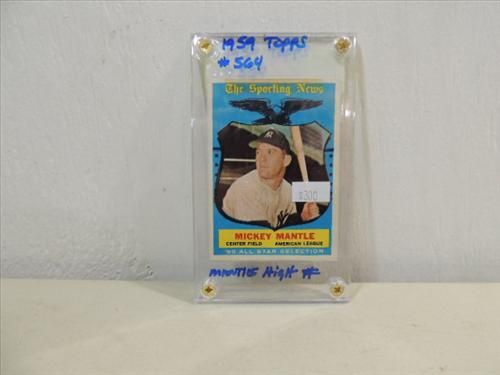 1959 TOPPS
# 564
The Sporting News
$300
MICKEY MANTLE
CENTER FIELD AMERICAN LEAGUE
'59 ALL STAR SELECTION
MANTLE High #